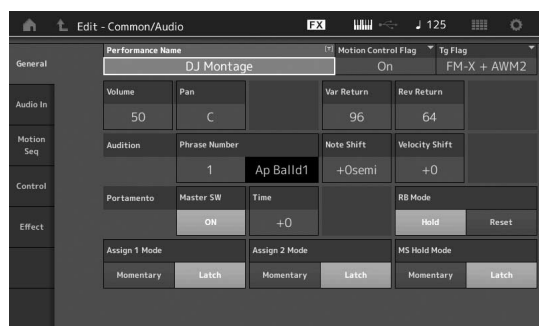 Edit - Common/Audio FX ♩ 125
General
Audio In
Motion Seq
Control
Effect
Performance Name
DJ Montage
Motion Control Flag
On
Tg Flag
FM-X + AWM2
Volume
50
Pan
C
Var Return
96
Rev Return
64
Audition
Phrase Number
1
Ap Balld1
Note Shift
+0semi
Velocity Shift
+0
Portamento
Master SW
ON
Time
+0
RB Mode
Hold Reset
Assign 1 Mode
Momentary Latch
Assign 2 Mode
Momentary Latch
MS Hold Mode
Momentary Latch